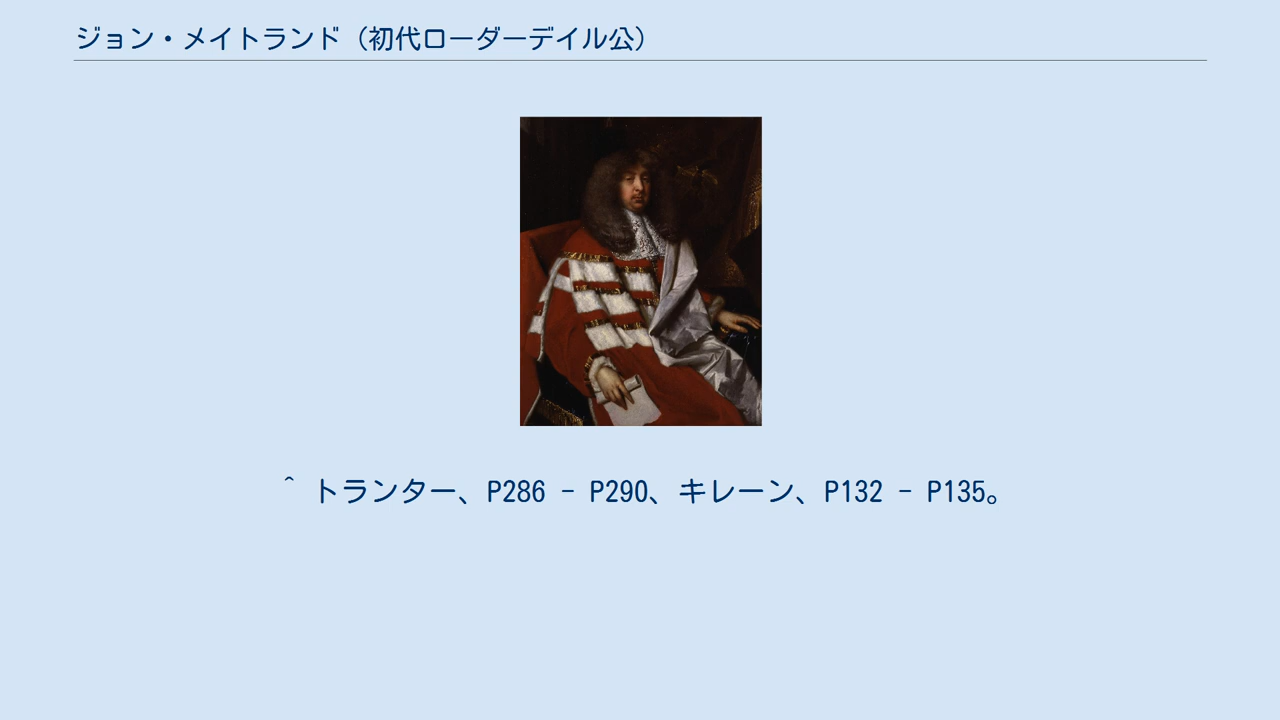 ジョン・メイトランド（初代ローダーデイル公）
^ トランター、P286 - P290、キレーン、P132 - P135。